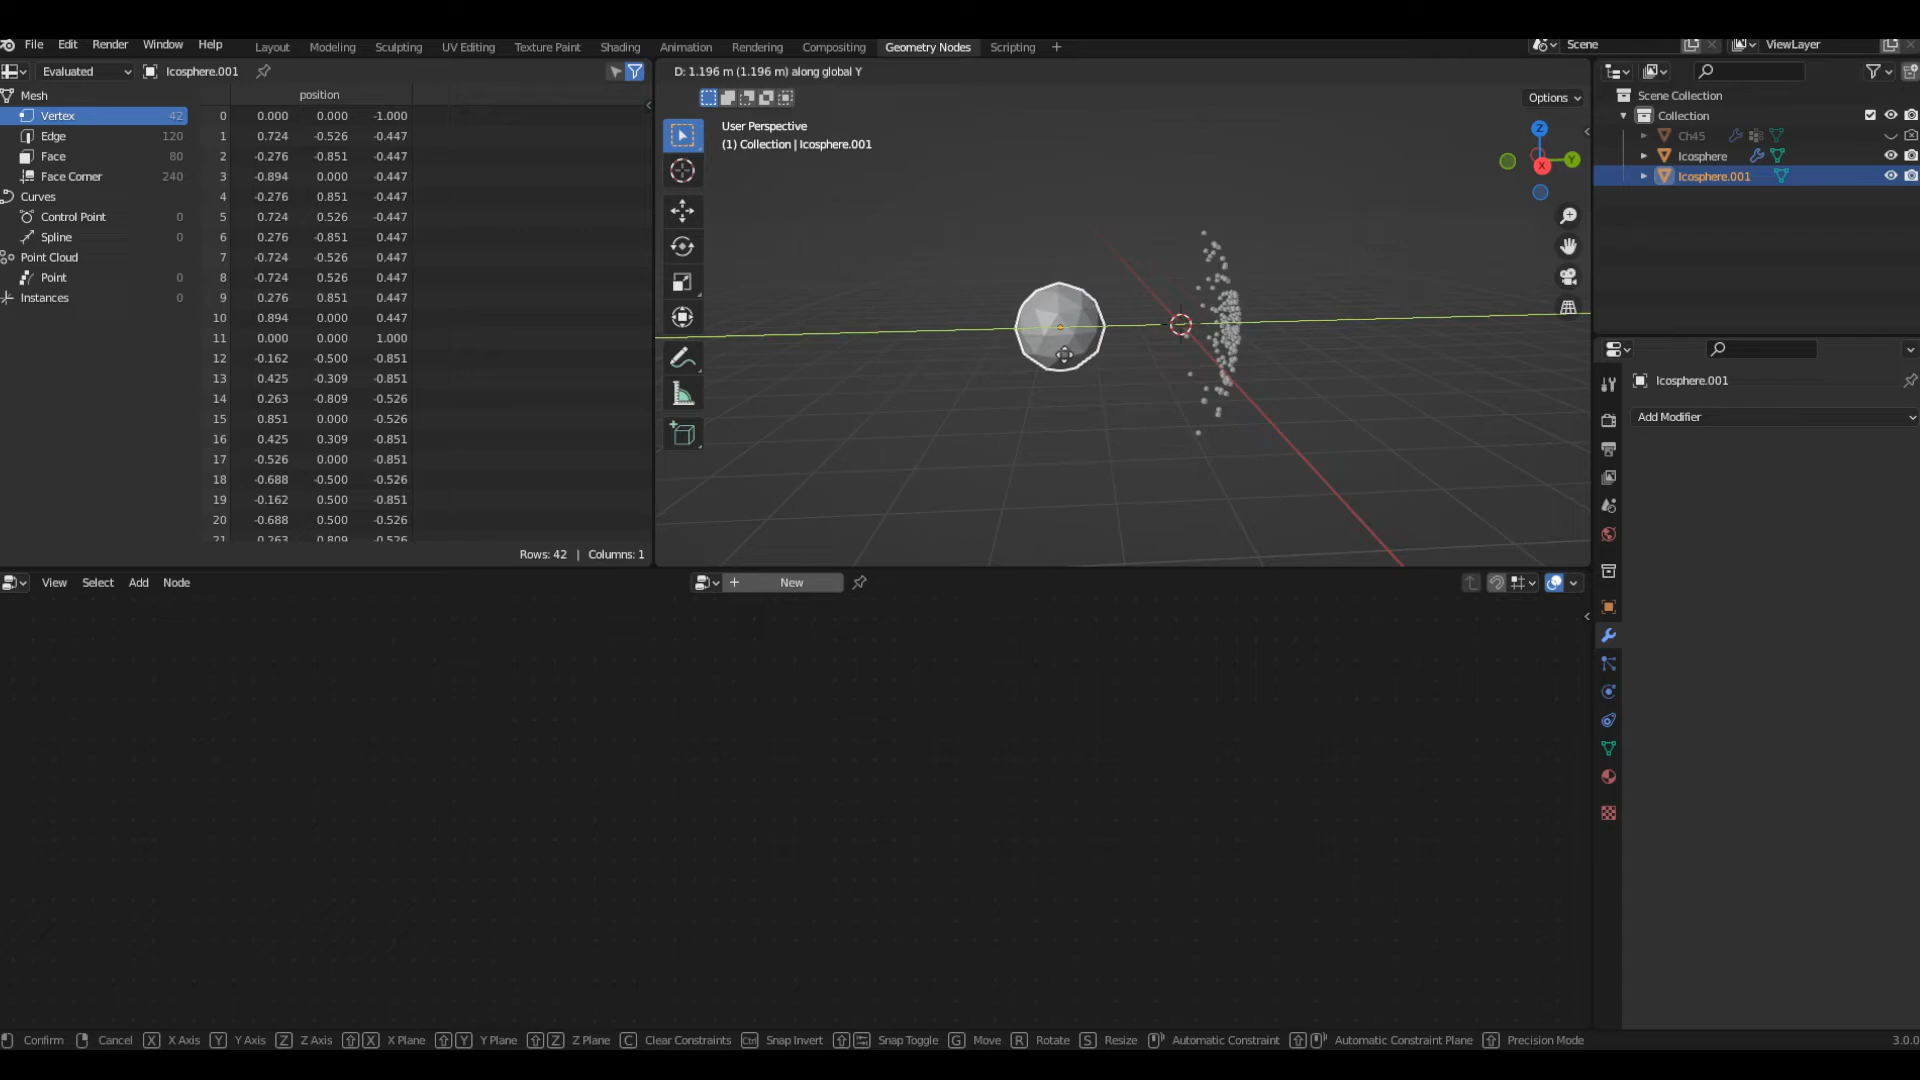 File Edit Render Window Help Layout Modeling Sculpting UV Editing Texture Paint Shading Animation Rendering Compositing Geometry Nodes Scripting + Scene ViewLayer
Evaluated Icosphere.001
D: 1.196 m (1.196 m) along global Y
Options
Mesh
Vertex 42
Edge 120
Face 80
Face Corner 240
Curves
Control Point 0
Spline 0
Point Cloud
Point 0
Instances 0
position
0 0.000 0.000 -1.000
1 0.724 -0.526 -0.447
2 -0.276 -0.851 -0.447
3 -0.894 0.000 -0.447
4 -0.276 0.851 -0.447
5 0.724 0.526 -0.447
6 0.276 -0.851 0.447
7 -0.724 -0.526 0.447
8 -0.724 0.526 0.447
9 0.276 0.851 0.447
10 0.894 0.000 0.447
11 0.000 0.000 1.000
12 -0.162 -0.500 -0.851
13 0.425 -0.309 -0.851
14 0.263 -0.809 -0.526
15 0.851 0.000 -0.526
16 0.425 0.309 -0.851
17 -0.526 0.000 -0.851
18 -0.688 -0.500 -0.526
19 -0.162 0.500 -0.851
20 -0.688 0.500 -0.526
21 0.263 0.809 -0.526
Rows: 42 | Columns: 1
User Perspective
(1) Collection | Icosphere.001
Z
Y
X
Scene Collection
Collection
Ch45
Icosphere
Icosphere.001
Icosphere.001
Add Modifier
View Select Add Node
+ New
Confirm Cancel X X Axis Y Y Axis Z Z Axis X X Plane Y Y Plane Z Z Plane C Clear Constraints Ctrl Snap Invert Snap Toggle G Move R Rotate S Resize Automatic Constraint Automatic Constraint Plane Precision Mode 3.0.0